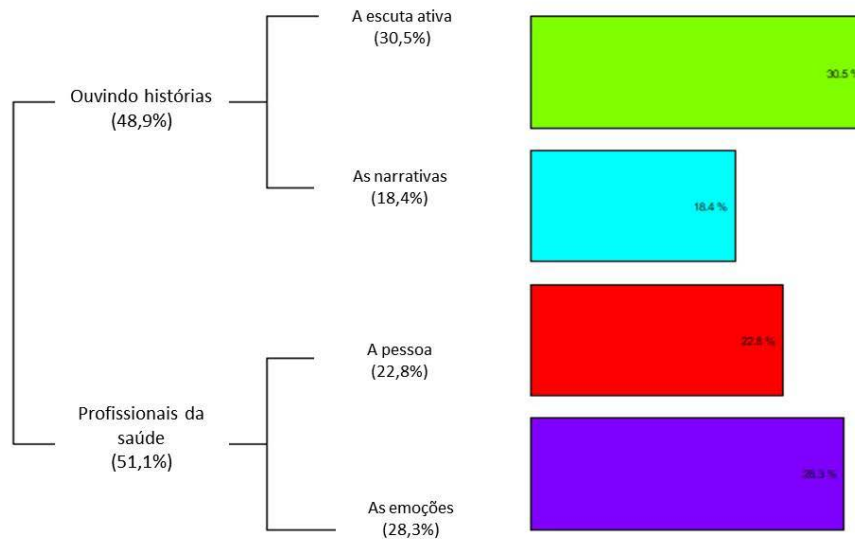 A escuta ativa
(30,5%)
30.5 %
Ouvindo histórias
(48,9%)
As narrativas
(18,4%)
18.4 %
A pessoa
(22,8%)
22.8 %
Profissionais da
saúde
(51,1%)
As emoções
(28,3%)
28.3 %